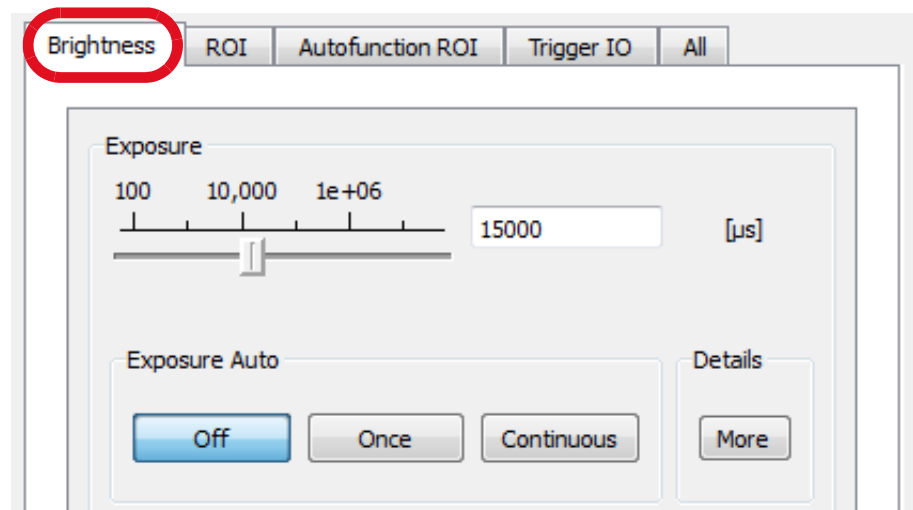 Brightness ROI Autofunction ROI Trigger IO All
Exposure
100 10,000 1e+06
15000 [µs]
Exposure Auto Details
Off Once Continuous More